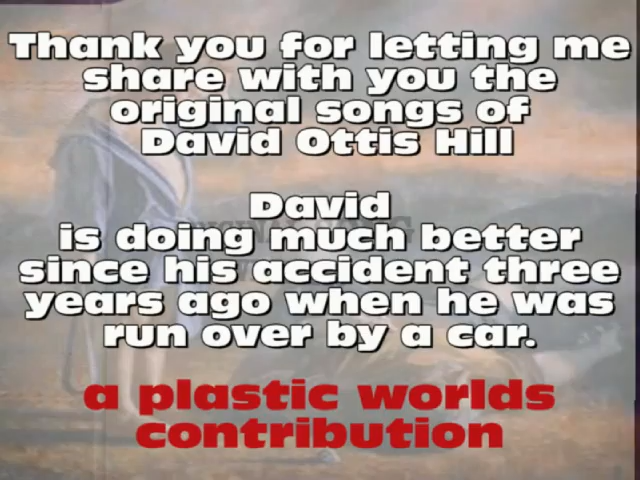 Thank you for letting me
share with you the
original songs of
David Ottis Hill
David
is doing much better
since his accident three
years ago when he was
run over by a car.
a plastic worlds
contribution